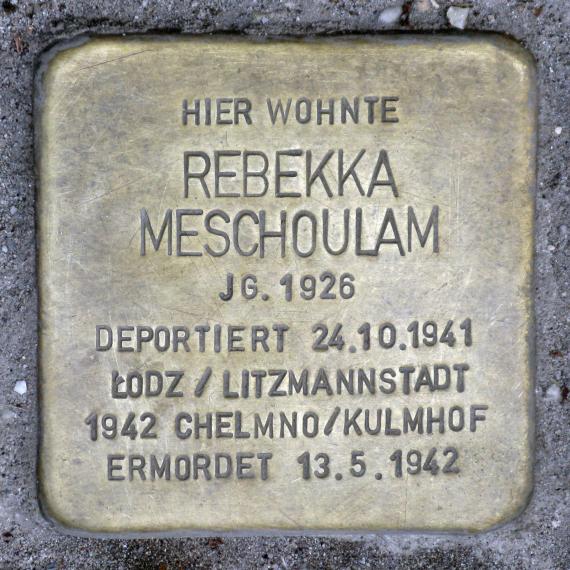 HIER WOHNTE
REBEKKA
MESCHOULAM
JG. 1926
DEPORTIERT 24.10.1941
ŁODZ / LITZMANNSTADT
1942 CHELMNO/KULMHOF
ERMORDET 13.5.1942